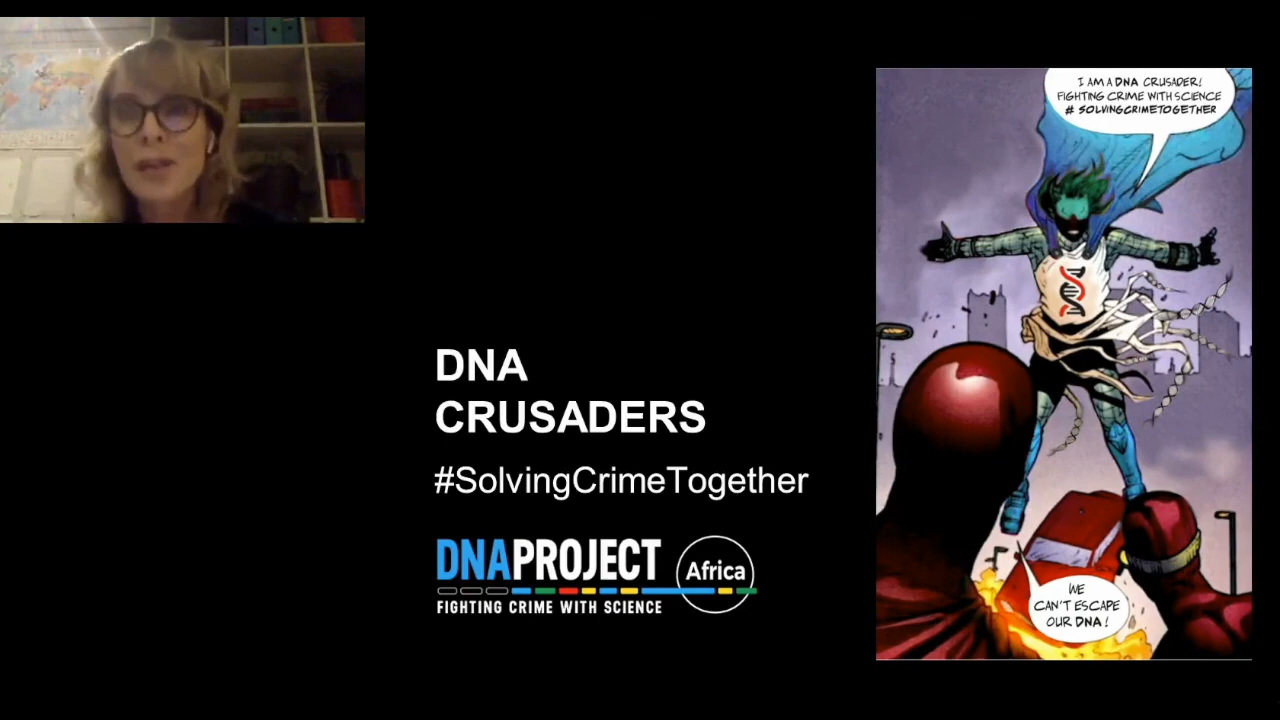 I AM A DNA CRUSADER!
FIGHTING CRIME WITH SCIENCE
# SOLVINGCRIMETOGETHER
DNA
CRUSADERS
#SolvingCrimeTogether
DNAPROJECT Africa
FIGHTING CRIME WITH SCIENCE
WE
CAN'T ESCAPE
OUR DNA!